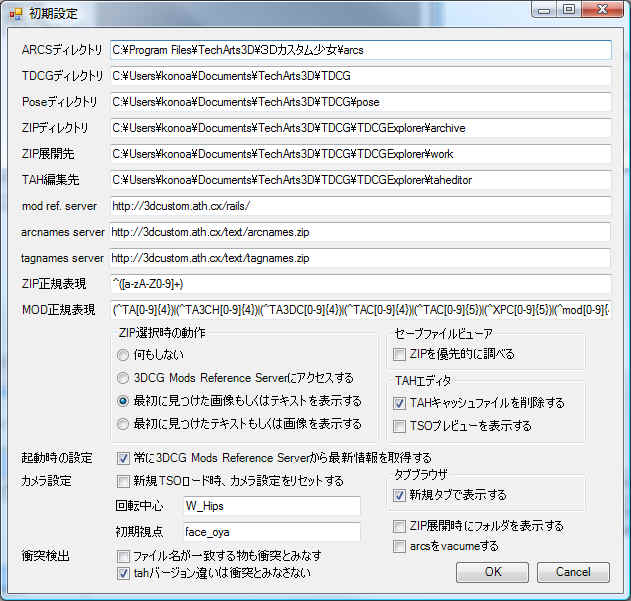 初期設定
ARCSディレクトリ C:¥Program Files¥TechArts3D¥3Dカスタム少女¥arcs
TDCGディレクトリ C:¥Users¥konoa¥Documents¥TechArts3D¥TDCG
Poseディレクトリ C:¥Users¥konoa¥Documents¥TechArts3D¥TDCG¥pose
ZIPディレクトリ C:¥Users¥konoa¥Documents¥TechArts3D¥TDCG¥TDCGExplorer¥archive
ZIP展開先 C:¥Users¥konoa¥Documents¥TechArts3D¥TDCG¥TDCGExplorer¥work
TAH編集先 C:¥Users¥konoa¥Documents¥TechArts3D¥TDCG¥TDCGExplorer¥taheditor
mod ref. server http://3dcustom.ath.cx/rails/
arcnames server http://3dcustom.ath.cx/text/arcnames.zip
tagnames server http://3dcustom.ath.cx/text/tagnames.zip
ZIP正規表現 ^([a-zA-Z0-9]+)
MOD正規表現 (^TA[0-9]{4})|(^TA3CH[0-9]{4})|(^TA3DC[0-9]{4})|(^TAC[0-9]{4})|(^TAC[0-9]{5})|(^XPC[0-9]{5})|(^mod[0-9]{
ZIP選択時の動作
何もしない
3DCG Mods Reference Serverにアクセスする
最初に見つけた画像もしくはテキストを表示する
最初に見つけたテキストもしくは画像を表示する
セーブファイルビューア
ZIPを優先的に調べる
TAHエディタ
TAHキャッシュファイルを削除する
TSOプレビューを表示する
起動時の設定 常に3DCG Mods Reference Serverから最新情報を取得する
カメラ設定 新規TSOロード時、カメラ設定をリセットする
回転中心 W_Hips
初期視点 face_oya
タブブラウザ
新規タブで表示する
ZIP展開時にフォルダを表示する
arcsをvacumeする
衝突検出 ファイル名が一致する物も衝突とみなす
tahバージョン違いは衝突とみなさない
OK Cancel